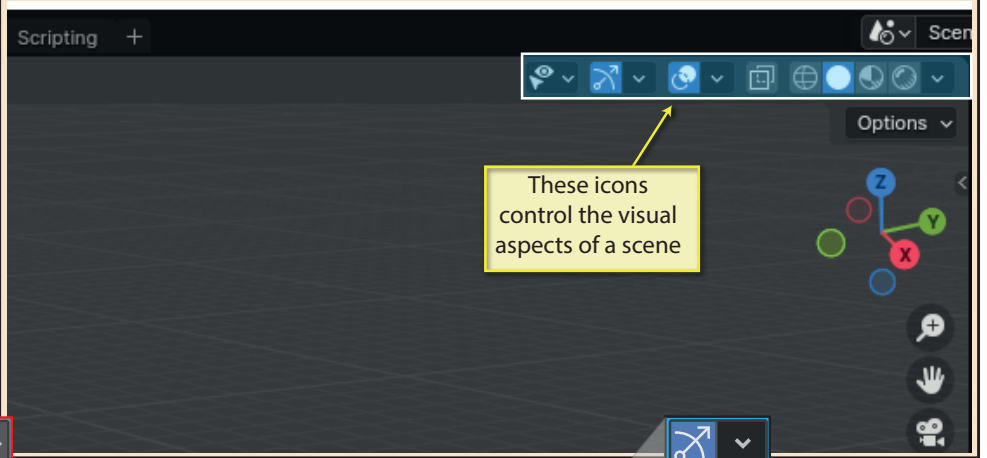 Scripting +
Scen
Options
These icons
control the visual
aspects of a scene
Z
Y
X